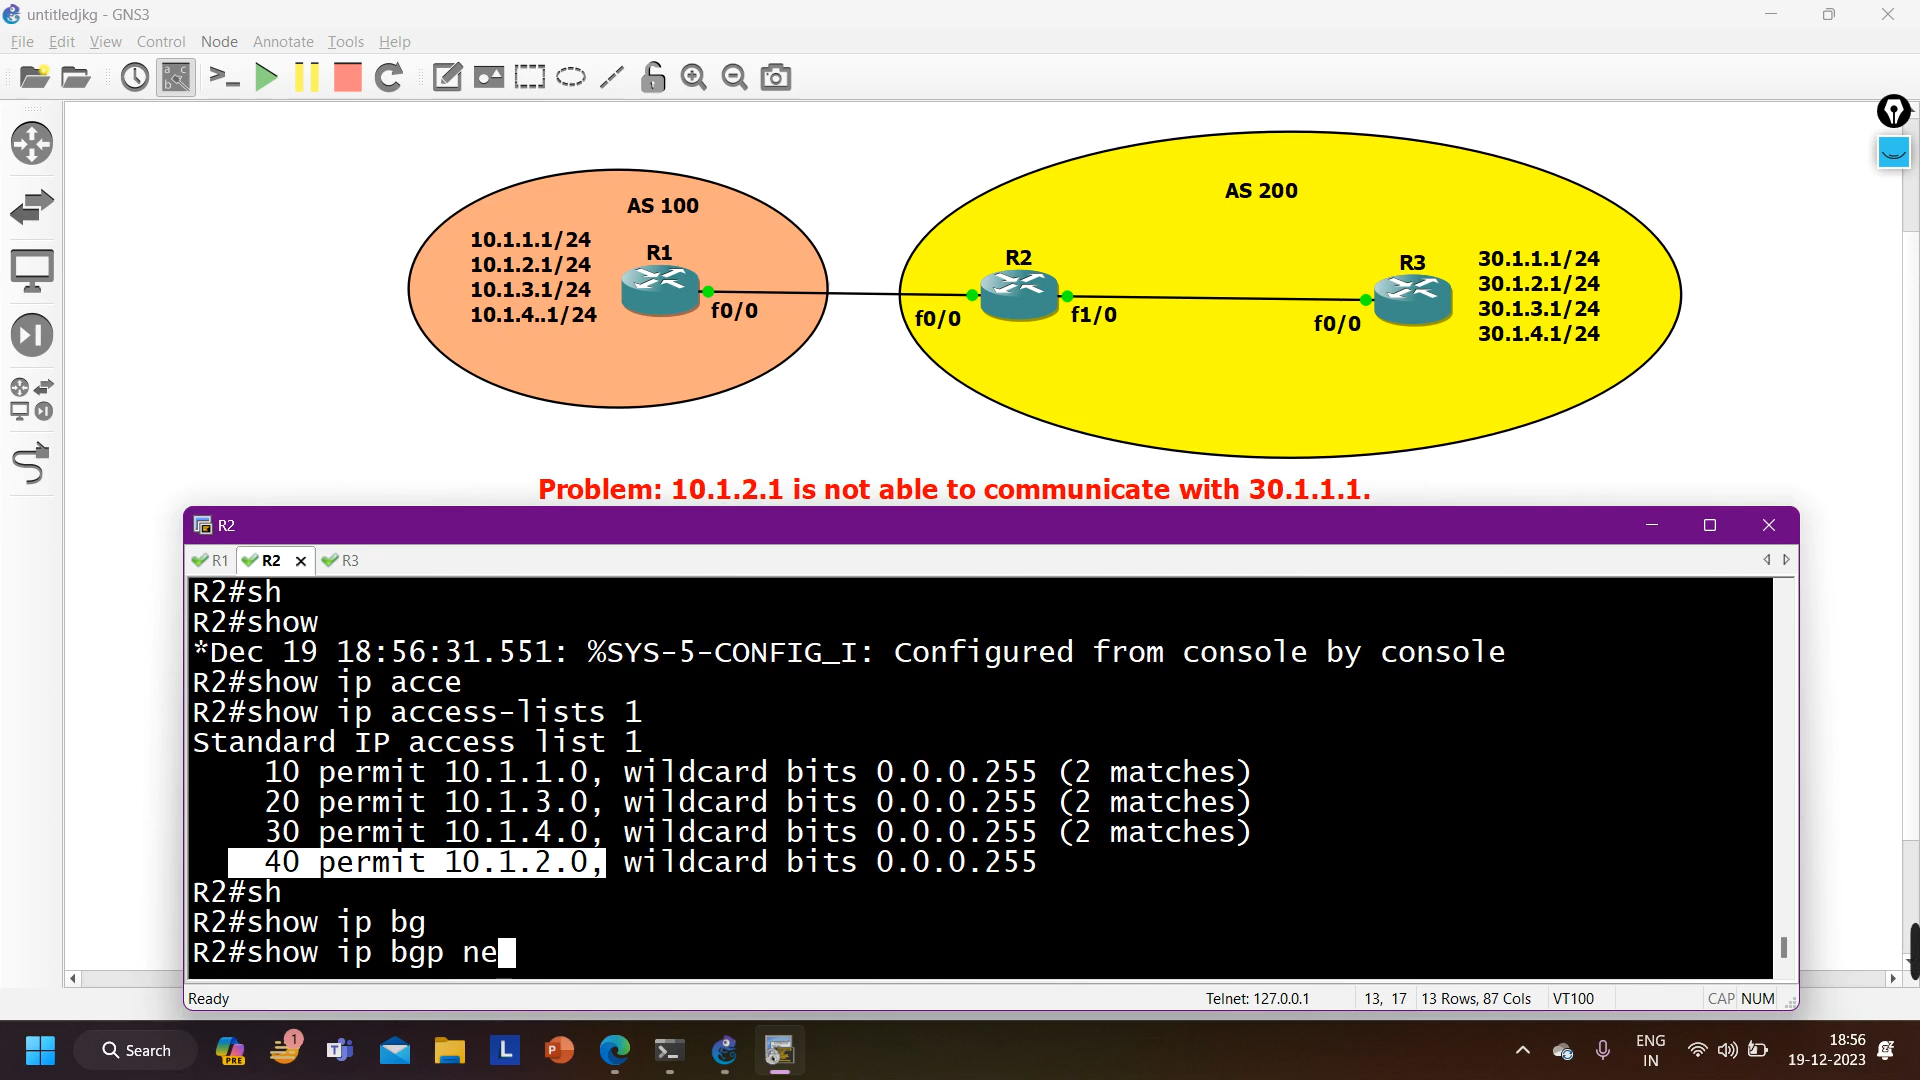 untitledjkg - GNS3
File Edit View Control Node Annotate Tools Help
AS 100
10.1.1.1/24
10.1.2.1/24
10.1.3.1/24
10.1.4..1/24
R1
f0/0
AS 200
R2
f0/0
f1/0
R3
f0/0
30.1.1.1/24
30.1.2.1/24
30.1.3.1/24
30.1.4.1/24
Problem: 10.1.2.1 is not able to communicate with 30.1.1.1.
R2
R1 R2 R3
R2#sh
R2#show
*Dec 19 18:56:31.551: %SYS-5-CONFIG_I: Configured from console by console
R2#show ip acce
R2#show ip access-lists 1
Standard IP access list 1
10 permit 10.1.1.0, wildcard bits 0.0.0.255 (2 matches)
20 permit 10.1.3.0, wildcard bits 0.0.0.255 (2 matches)
30 permit 10.1.4.0, wildcard bits 0.0.0.255 (2 matches)
40 permit 10.1.2.0, wildcard bits 0.0.0.255
R2#sh
R2#show ip bg
R2#show ip bgp ne
Ready Telnet: 127.0.0.1 13, 17 13 Rows, 87 Cols VT100 CAP NUM
Search
PRE
1
L
P
ENG
IN
18:56
19-12-2023